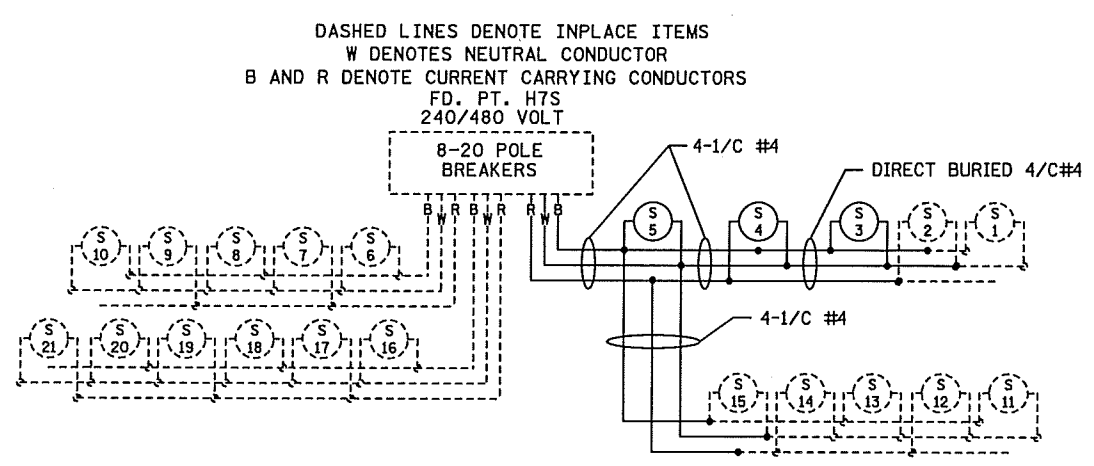 DASHED LINES DENOTE INPLACE ITEMS
W DENOTES NEUTRAL CONDUCTOR
B AND R DENOTE CURRENT CARRYING CONDUCTORS
FD. PT. H7S
240/480 VOLT
8-20 POLE
BREAKERS
4-1/C #4
DIRECT BURIED 4/C#4
B W R B W R R W B
S 10
S 9
S 8
S 7
S 6
S 5
S 4
S 3
S 2
S 1
S 21
S 20
S 19
S 18
S 17
S 16
4-1/C #4
S 15
S 14
S 13
S 12
S 11